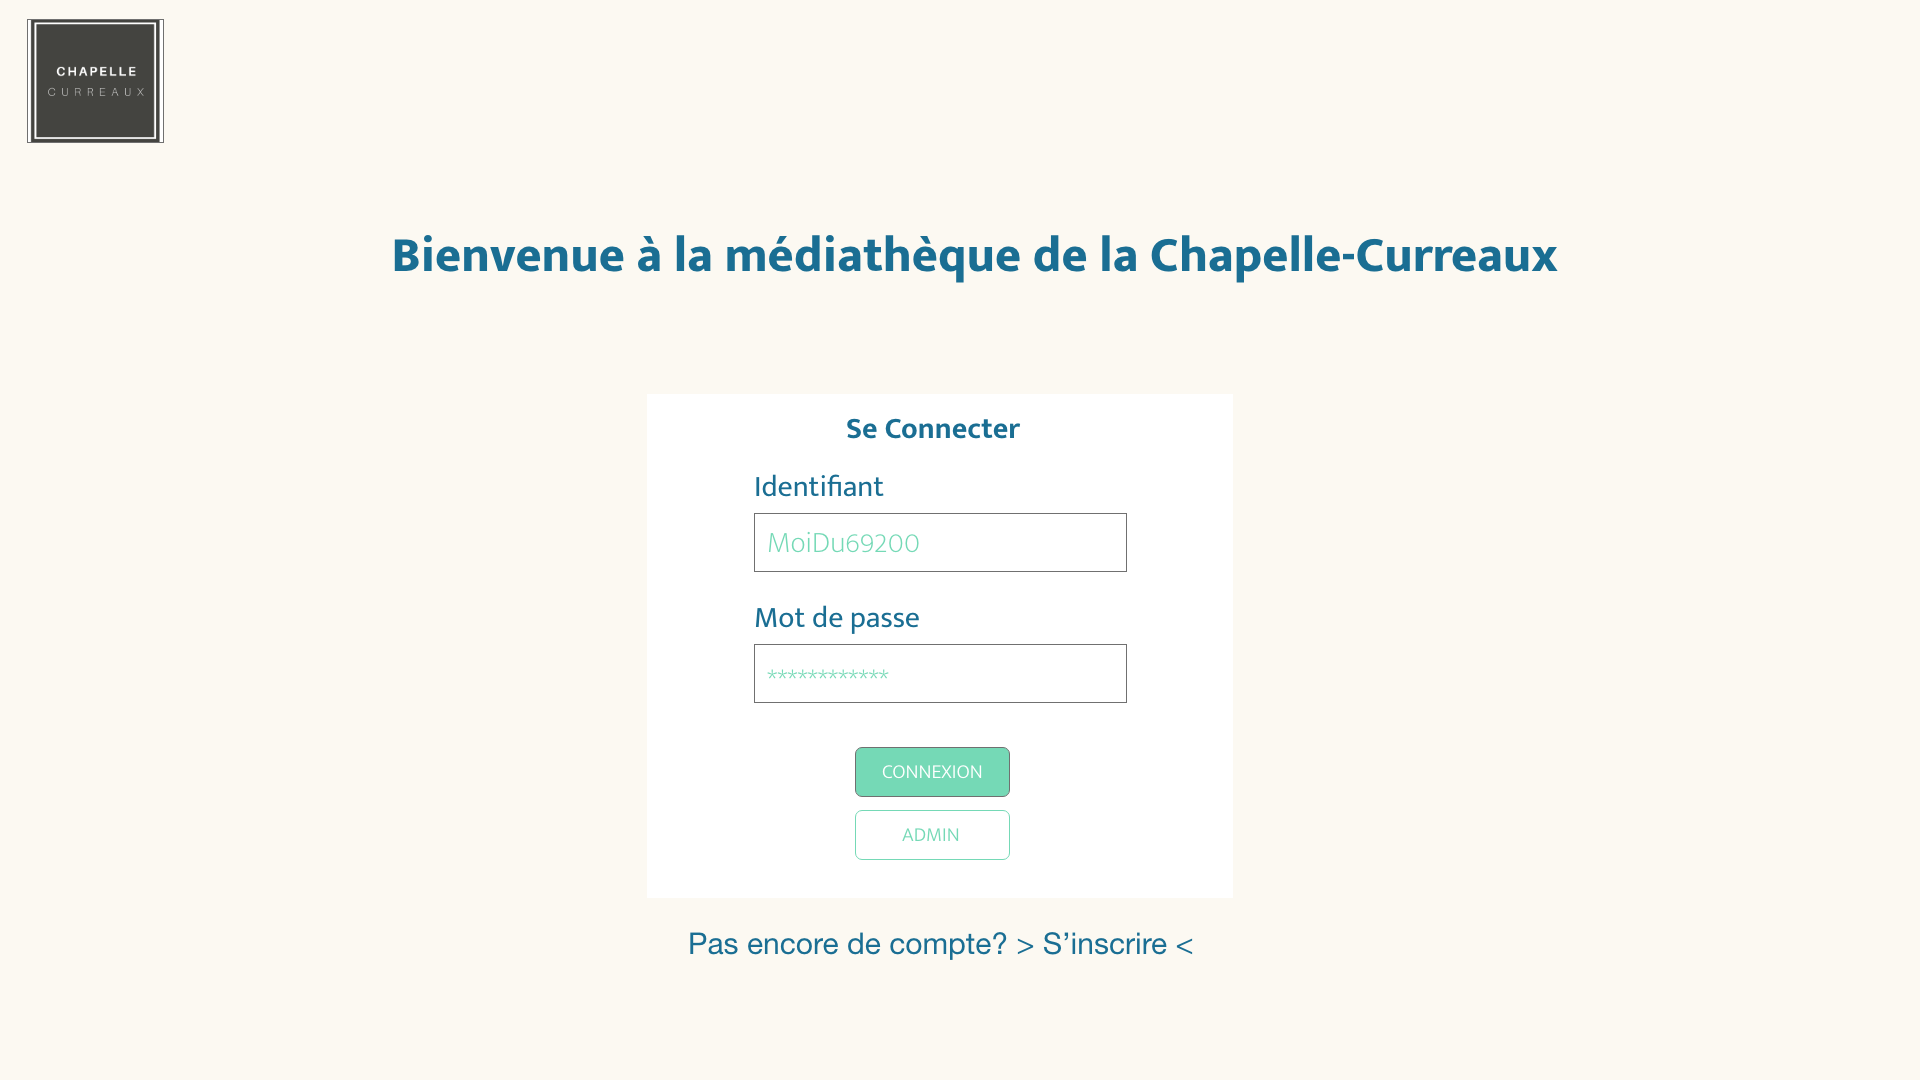 CHAPELLE
CURREAUX
Bienvenue à la médiathèque de la Chapelle-Curreaux
Se Connecter
Identifiant
MoiDu69200
Mot de passe
************
CONNEXION
ADMIN
Pas encore de compte? > S’inscrire <